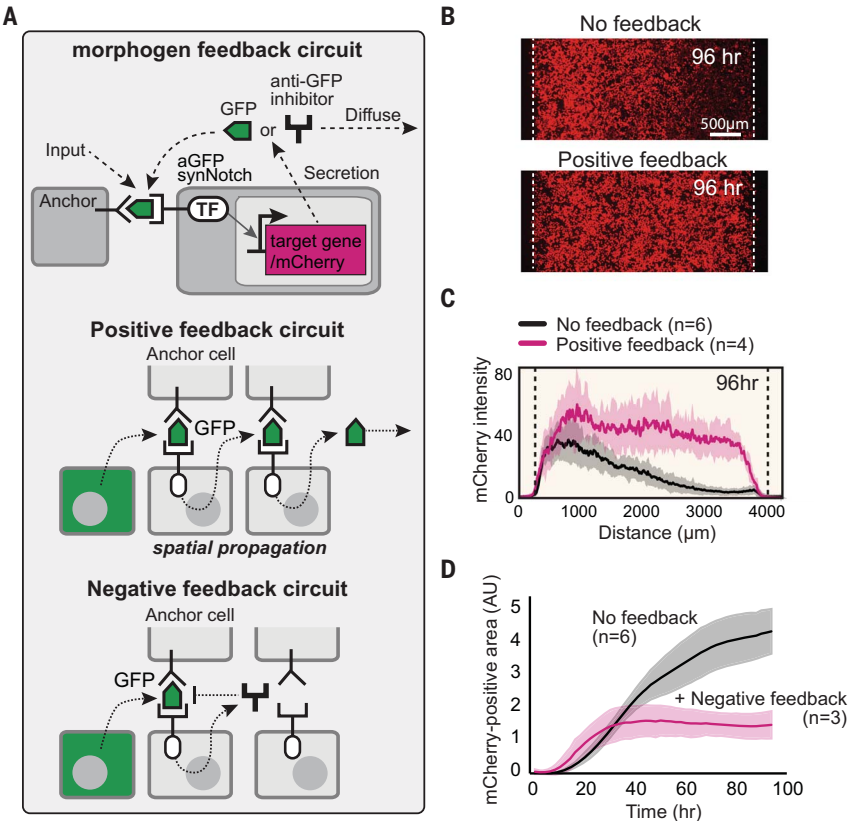 A
morphogen feedback circuit
anti-GFP
inhibitor
GFP
or
Diffuse
Input
aGFP
synNotch
Secretion
Anchor
TF
target gene
/mCherry
Positive feedback circuit
Anchor cell
GFP
spatial propagation
Negative feedback circuit
Anchor cell
GFP
B
No feedback
96 hr
500µm
Positive feedback
96 hr
C
No feedback (n=6)
Positive feedback (n=4)
mCherry intensity
80
40
0
96hr
0 1000 2000 3000 4000
Distance (µm)
D
mCherry-positive area (AU)
5
4
3
2
1
0
No feedback
(n=6)
+ Negative feedback
(n=3)
0 20 40 60 80 100
Time (hr)